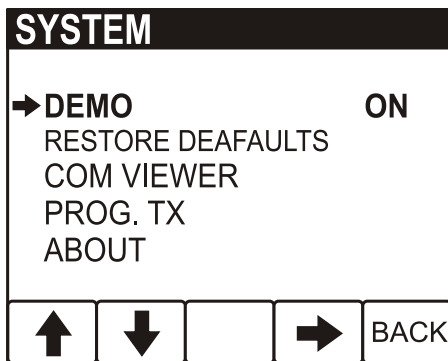 SYSTEM
DEMO ON
RESTORE DEAFAULTS
COM VIEWER
PROG. TX
ABOUT
BACK